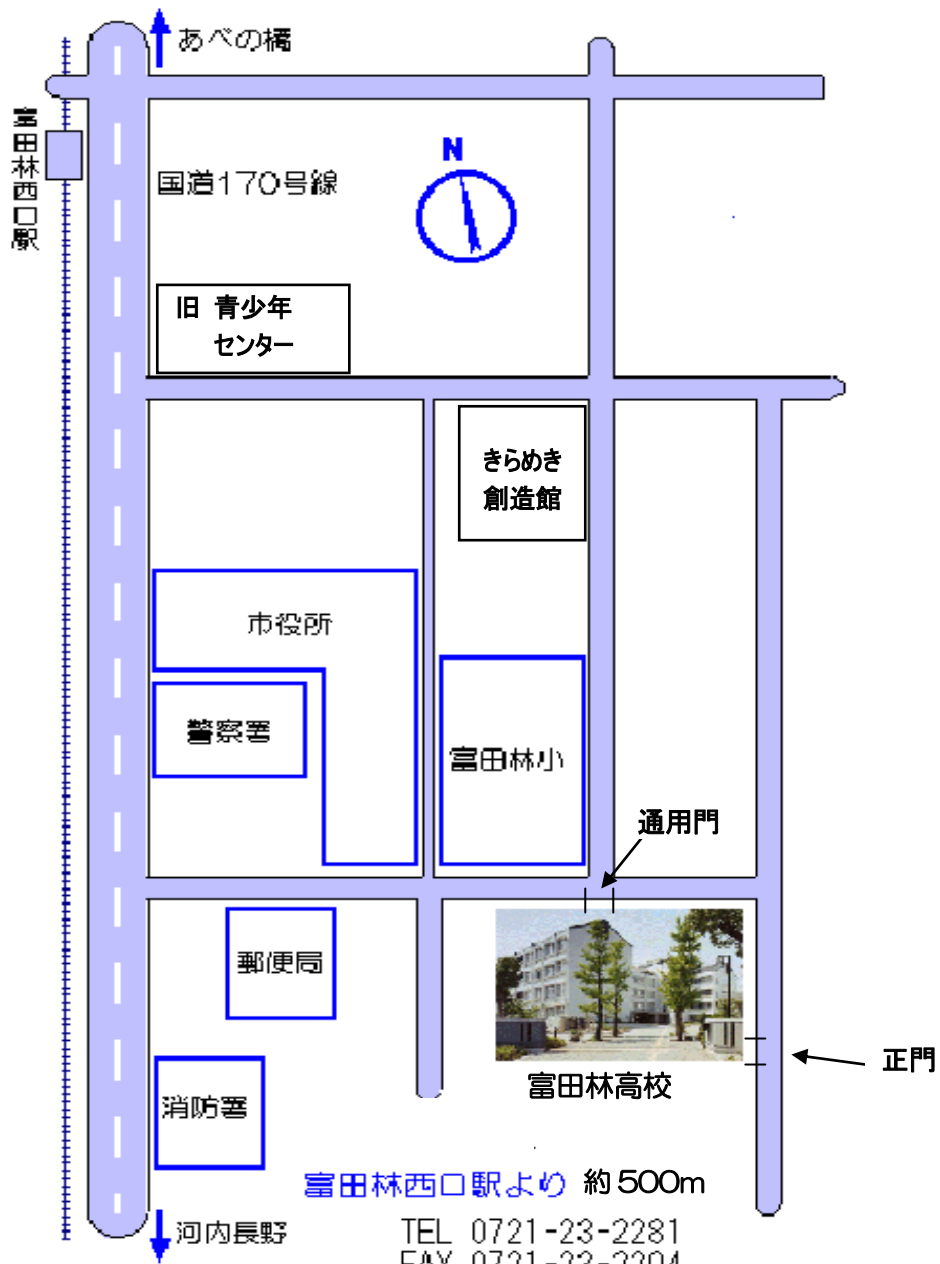 あべの橋
富田林西口駅
N
国道170号線
旧 青少年
センター
きらめき
創造館
市役所
警察署
富田林小
通用門
郵便局
正門
富田林高校
消防署
富田林西口駅より 約500m
河内長野
TEL 0721-23-2281